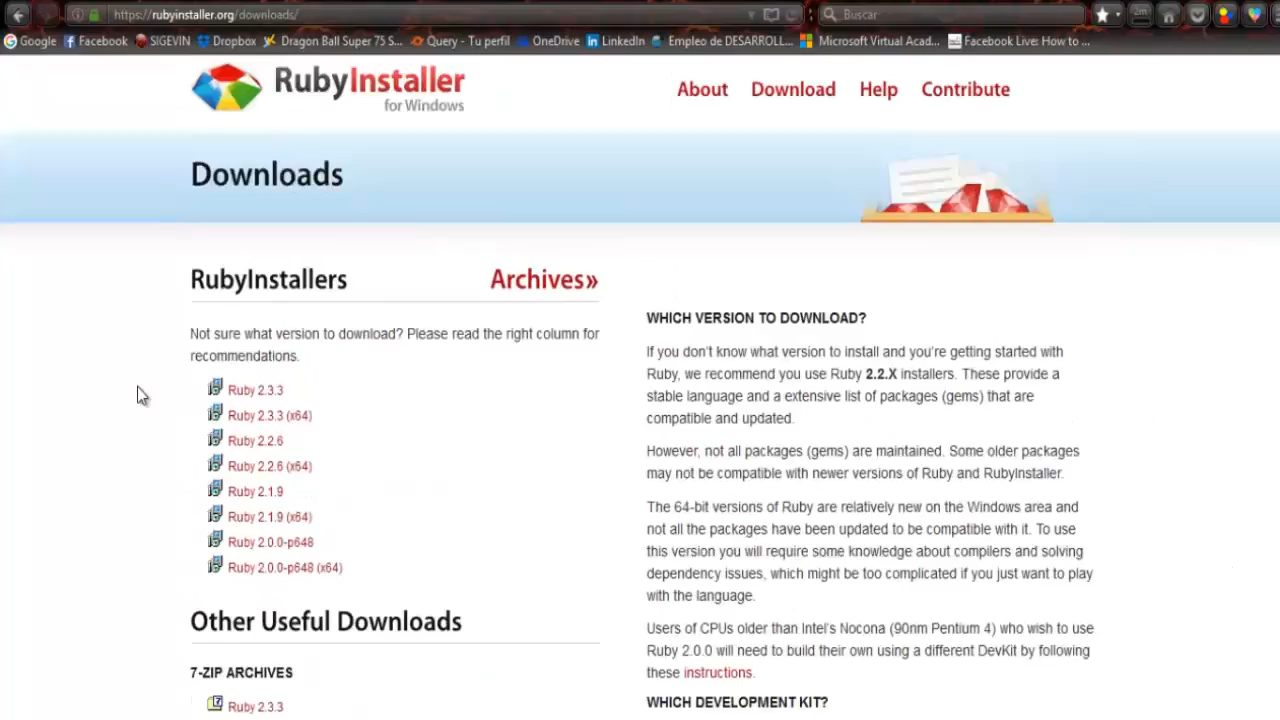 https://rubyinstaller.org/downloads/
Buscar
2m
Google Facebook SIGEVIN Dropbox Dragon Ball Super 75 S... Query - Tu perfil OneDrive LinkedIn Empleo de DESARROLL... Microsoft Virtual Acad... Facebook Live: How to ...
RubyInstaller
for Windows
About Download Help Contribute
Downloads
RubyInstallers Archives»
Not sure what version to download? Please read the right column for
recommendations.
Ruby 2.3.3
Ruby 2.3.3 (x64)
Ruby 2.2.6
Ruby 2.2.6 (x64)
Ruby 2.1.9
Ruby 2.1.9 (x64)
Ruby 2.0.0-p648
Ruby 2.0.0-p648 (x64)
Other Useful Downloads
7-ZIP ARCHIVES
Ruby 2.3.3
WHICH VERSION TO DOWNLOAD?
If you don't know what version to install and you're getting started with
Ruby, we recommend you use Ruby 2.2.X installers. These provide a
stable language and a extensive list of packages (gems) that are
compatible and updated.
However, not all packages (gems) are maintained. Some older packages
may not be compatible with newer versions of Ruby and RubyInstaller.
The 64-bit versions of Ruby are relatively new on the Windows area and
not all the packages have been updated to be compatible with it. To use
this version you will require some knowledge about compilers and solving
dependency issues, which might be too complicated if you just want to play
with the language.
Users of CPUs older than Intel's Nocona (90nm Pentium 4) who wish to use
Ruby 2.0.0 will need to build their own using a different DevKit by following
these instructions.
WHICH DEVELOPMENT KIT?